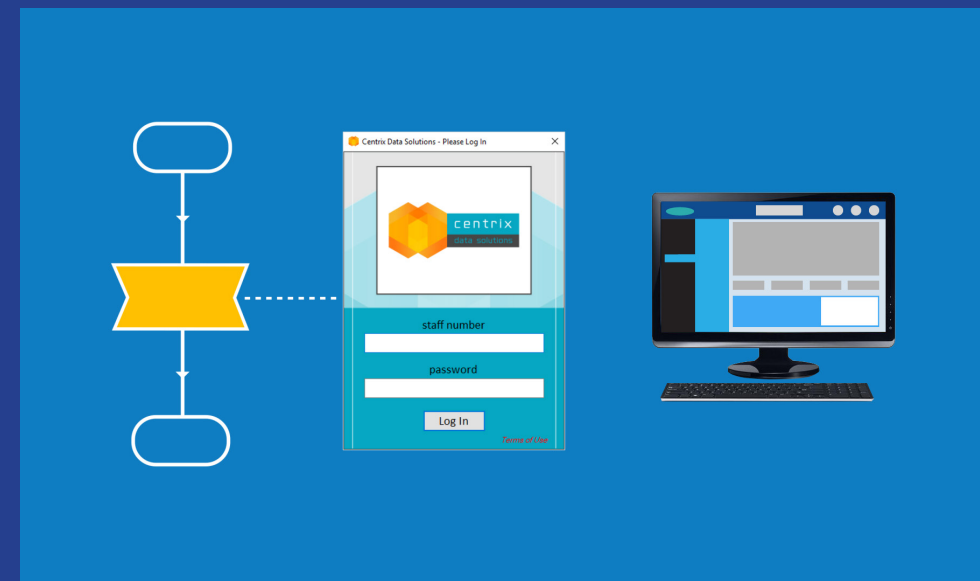 Centrix Data Solutions - Please Log In
centrix
data solutions
staff number
password
Log In
Terms of Use